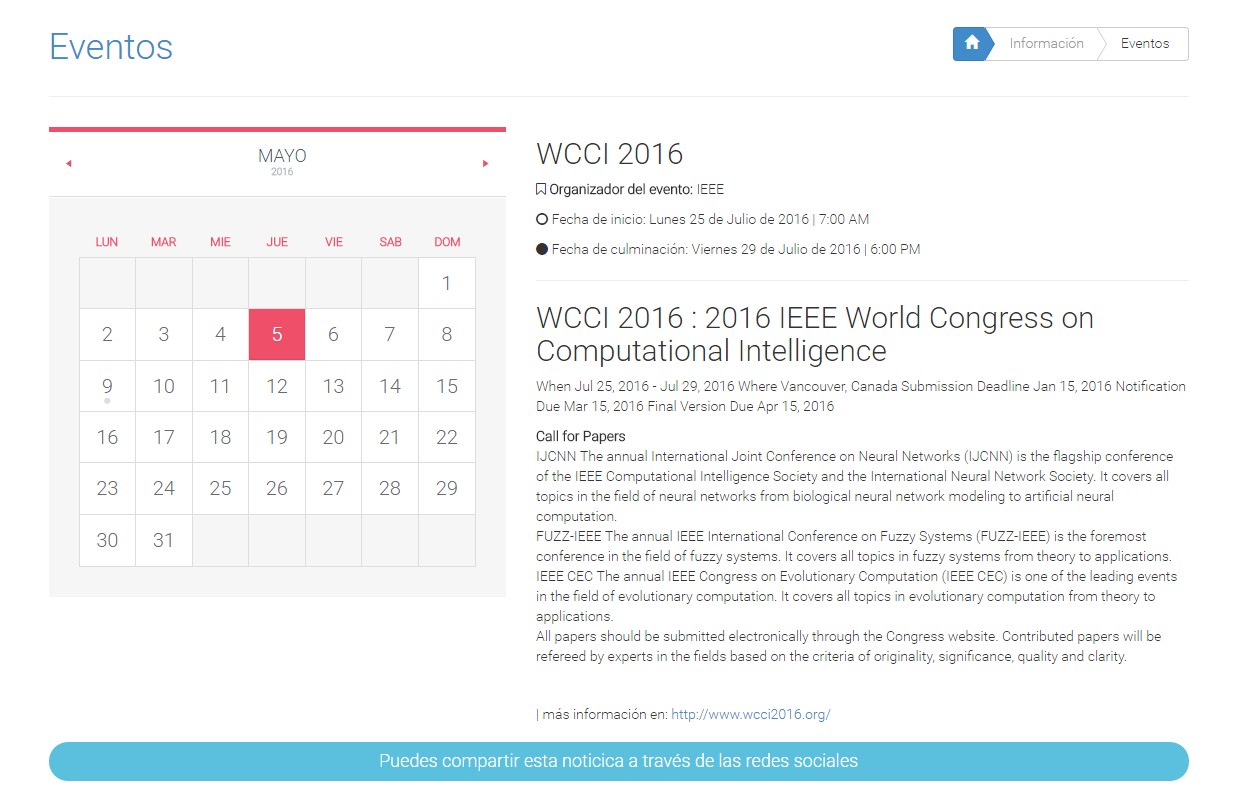 Eventos
Información
Eventos
MAYO
2016
LUN MAR MIE JUE VIE SAB DOM
1
2 3 4 5 6 7 8
9 10 11 12 13 14 15
16 17 18 19 20 21 22
23 24 25 26 27 28 29
30 31
WCCI 2016
Organizador del evento: IEEE
Fecha de inicio: Lunes 25 de Julio de 2016 | 7:00 AM
Fecha de culminación: Viernes 29 de Julio de 2016 | 6:00 PM
WCCI 2016 : 2016 IEEE World Congress on
Computational Intelligence
When Jul 25, 2016 - Jul 29, 2016 Where Vancouver, Canada Submission Deadline Jan 15, 2016 Notification
Due Mar 15, 2016 Final Version Due Apr 15, 2016
Call for Papers
IJCNN The annual International Joint Conference on Neural Networks (IJCNN) is the flagship conference
of the IEEE Computational Intelligence Society and the International Neural Network Society. It covers all
topics in the field of neural networks from biological neural network modeling to artificial neural
computation.
FUZZ-IEEE The annual IEEE International Conference on Fuzzy Systems (FUZZ-IEEE) is the foremost
conference in the field of fuzzy systems. It covers all topics in fuzzy systems from theory to applications.
IEEE CEC The annual IEEE Congress on Evolutionary Computation (IEEE CEC) is one of the leading events
in the field of evolutionary computation. It covers all topics in evolutionary computation from theory to
applications.
All papers should be submitted electronically through the Congress website. Contributed papers will be
refereed by experts in the fields based on the criteria of originality, significance, quality and clarity.
| más información en: http://www.wcci2016.org/
Puedes compartir esta noticica a través de las redes sociales